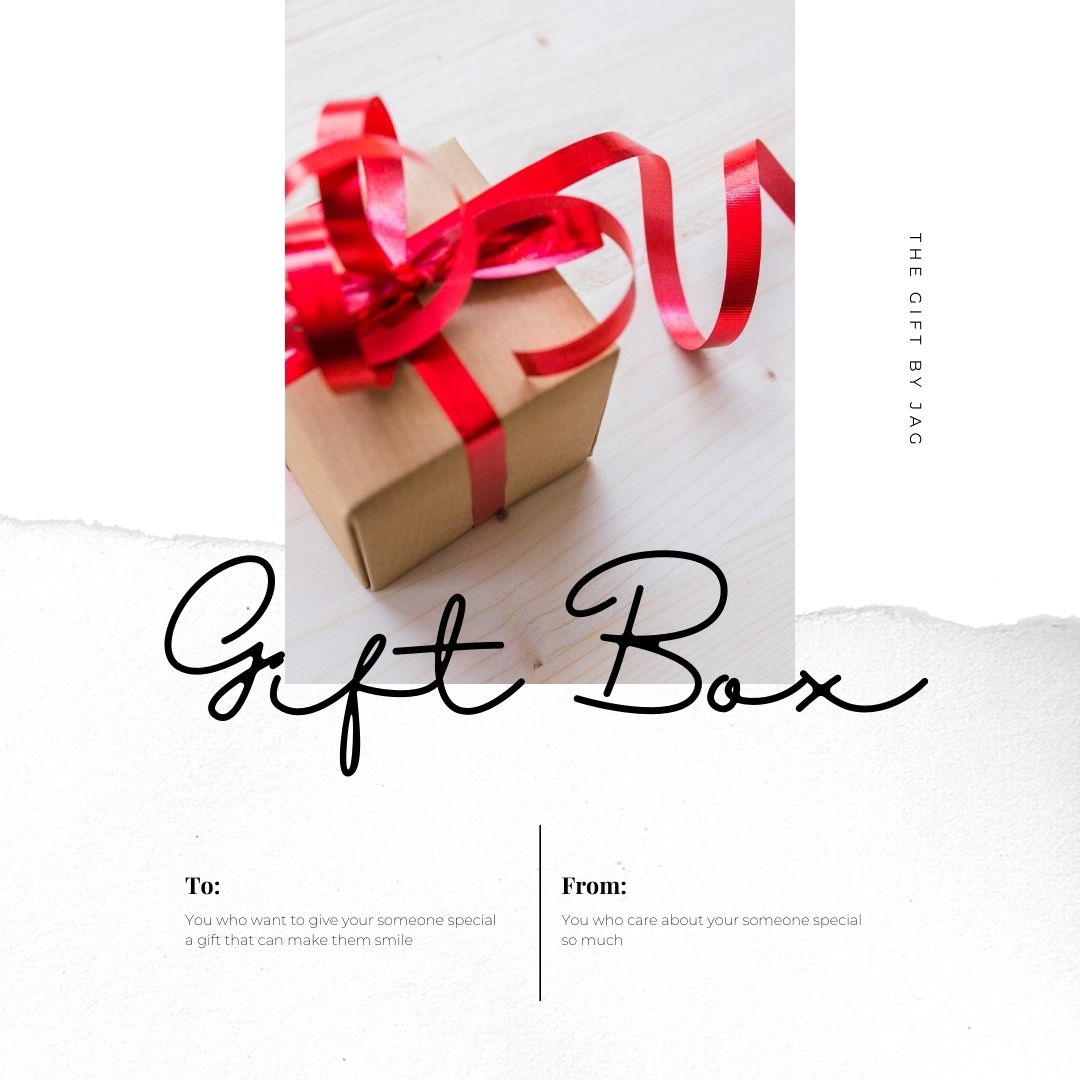 THE GIFT BY JAG
Gift Box
To:
You who want to give your someone special
a gift that can make them smile
From:
You who care about your someone special
so much